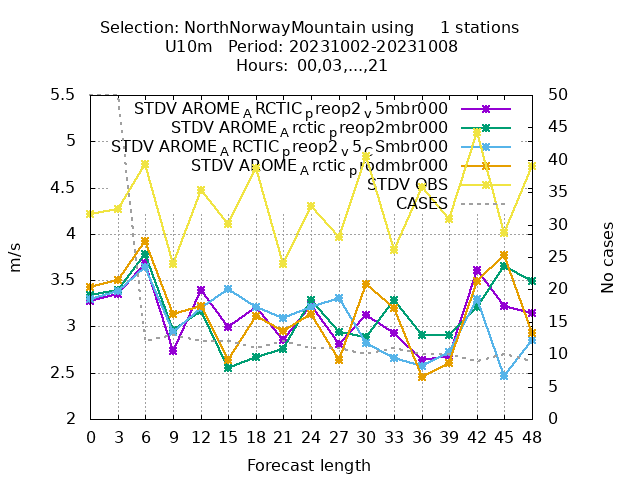 Selection: NorthNorwayMountain using 1 stations
U10m Period: 20231002-20231008
Hours: 00,03,...,21
5.5
5
4.5
4
3.5
3
2.5
2
m/s
STDV AROME_ARCTIC_preop2_v5mbr000
STDV AROME_Arctic_preop2mbr000
STDV AROME_ARCTIC_preop2_v5_CSmbr000
STDV AROME_Arctic_prodmbr000
STDV OBS
CASES
50
45
40
35
30
25
20
15
10
5
0
No cases
0 3 6 9 12 15 18 21 24 27 30 33 36 39 42 45 48
Forecast length